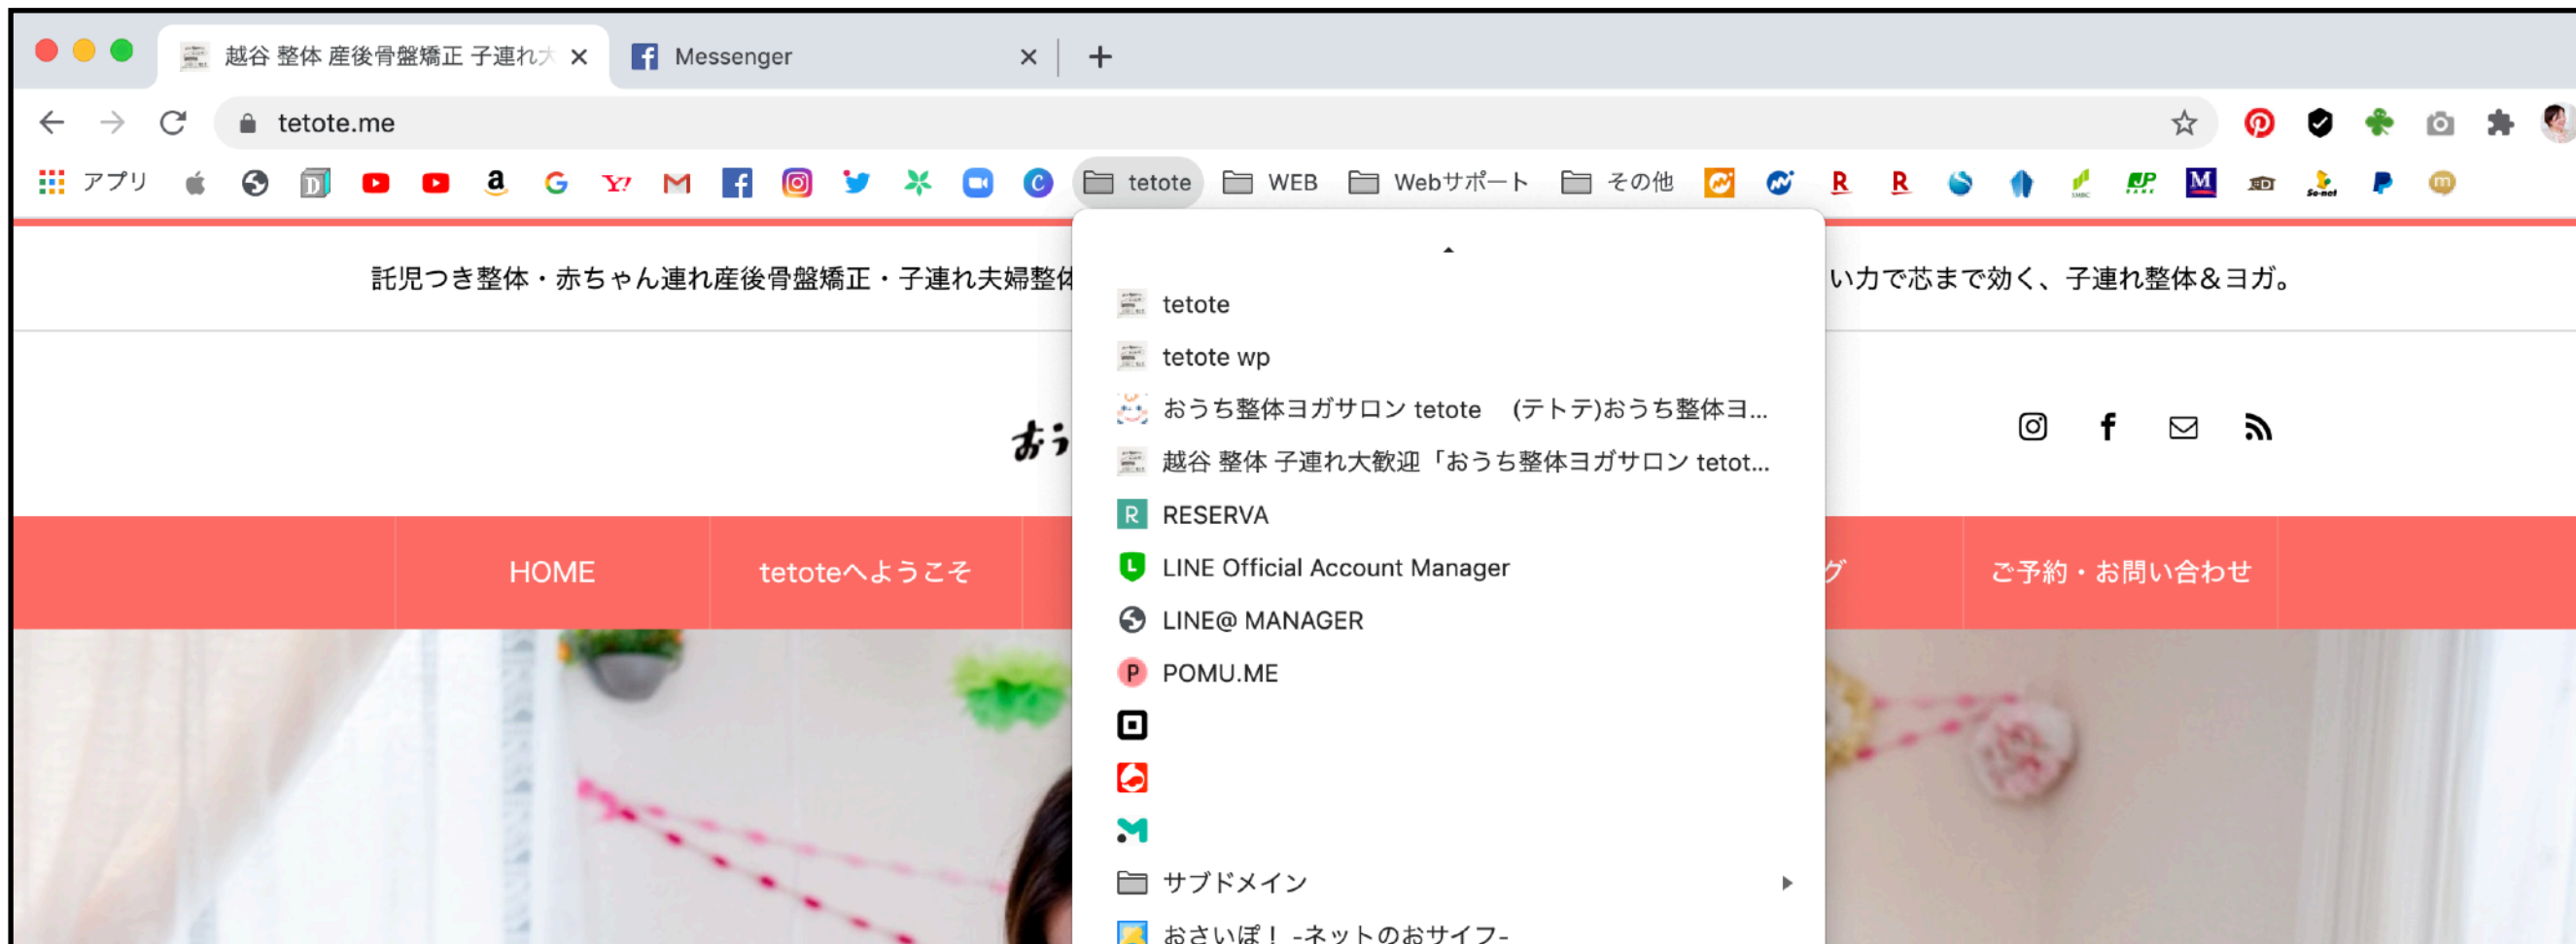 越谷 整体 産後骨盤矯正 子連れ大
Messenger
tetote.me
アプリ
tetote
WEB
Webサポート
その他
託児つき整体・赤ちゃん連れ産後骨盤矯正・子連れ夫婦整体
い力で芯まで効く、子連れ整体＆ヨガ。
tetote
tetote wp
おうち整体ヨガサロン tetote　(テトテ)おうち整体ヨ...
越谷 整体 子連れ大歓迎「おうち整体ヨガサロン tetot...
RESERVA
LINE Official Account Manager
LINE@ MANAGER
POMU.ME
サブドメイン
おさいぽ！ -ネットのおサイフ-
おう
HOME
tetoteへようこそ
グ
ご予約・お問い合わせ